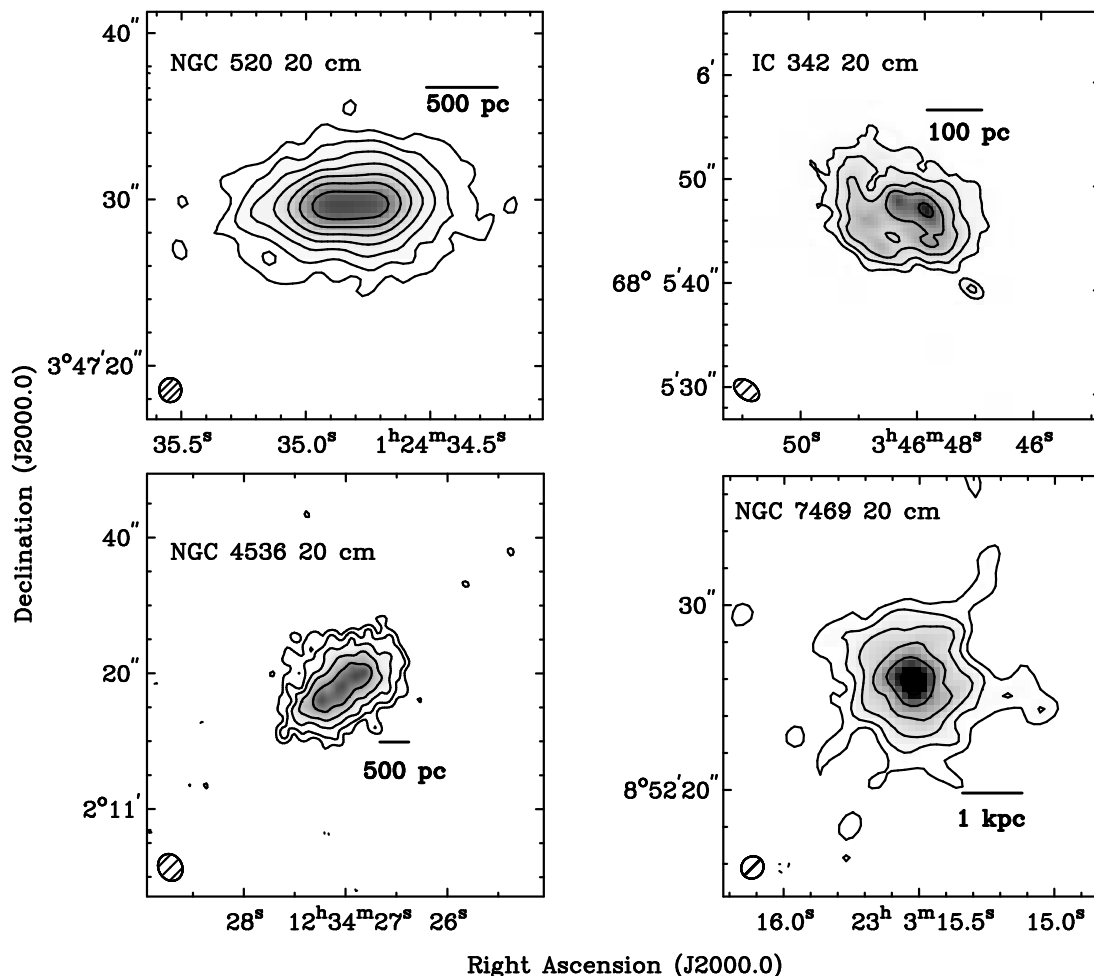 NGC 520 20 cm
500 pc
40"
30"
3°47'20"
35.5ˢ 35.0ˢ 1ʰ24ᵐ34.5ˢ
IC 342 20 cm
100 pc
6'
50"
68° 5'40"
5'30"
50ˢ 3ʰ46ᵐ48ˢ 46ˢ
NGC 4536 20 cm
500 pc
40"
20"
2°11'
28ˢ 12ʰ34ᵐ27ˢ 26ˢ
NGC 7469 20 cm
1 kpc
30"
8°52'20"
16.0ˢ 23ʰ 3ᵐ15.5ˢ 15.0ˢ
Declination (J2000.0)
Right Ascension (J2000.0)